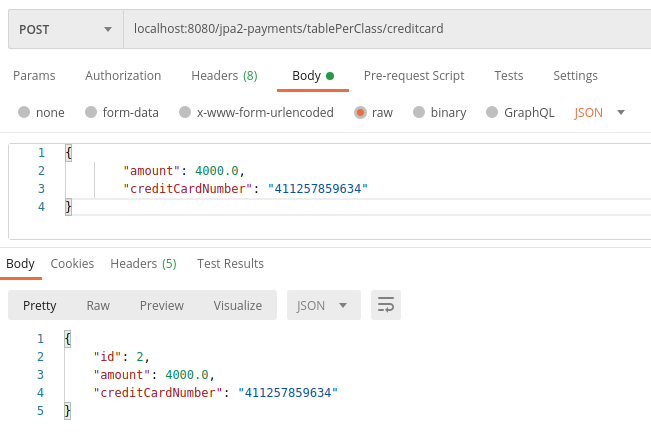 POST localhost:8080/jpa2-payments/tablePerClass/creditcard
Params Authorization Headers (8) Body Pre-request Script Tests Settings
none form-data x-www-form-urlencoded raw binary GraphQL JSON
1 {
2 "amount": 4000.0,
3 "creditCardNumber": "411257859634"
4 }
Body Cookies Headers (5) Test Results
Pretty Raw Preview Visualize JSON
1 {
2 "id": 2,
3 "amount": 4000.0,
4 "creditCardNumber": "411257859634"
5 }